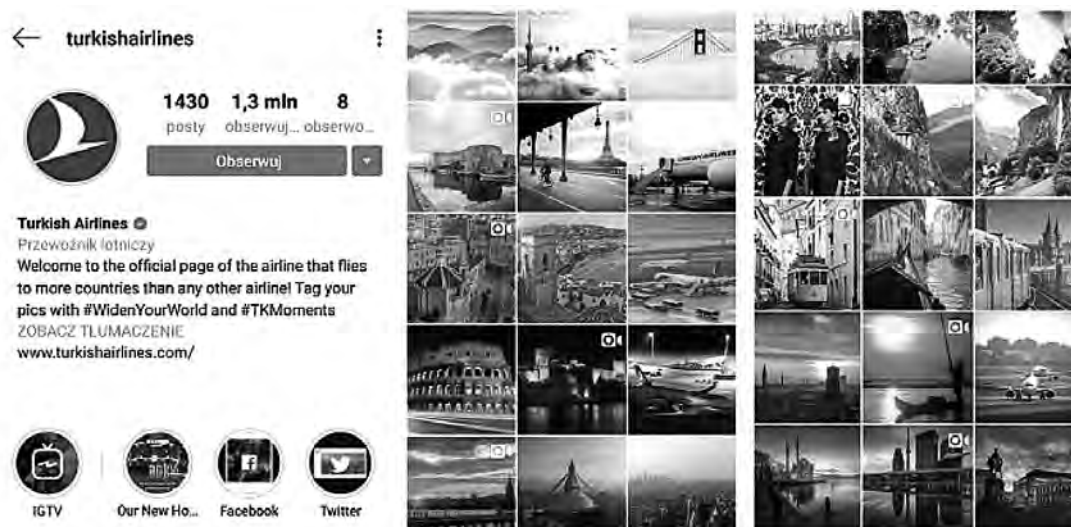 turkishairlines
1430 1,3 mln 8
posty obserwuj... obserwo...
Obserwuj
Turkish Airlines
Przewoźnik lotniczy
Welcome to the official page of the airline that flies
to more countries than any other airline! Tag your
pics with #WidenYourWorld and #TKMoments
ZOBACZ TŁUMACZENIE
www.turkishairlines.com/
IGTV Our New Ho... Facebook Twitter